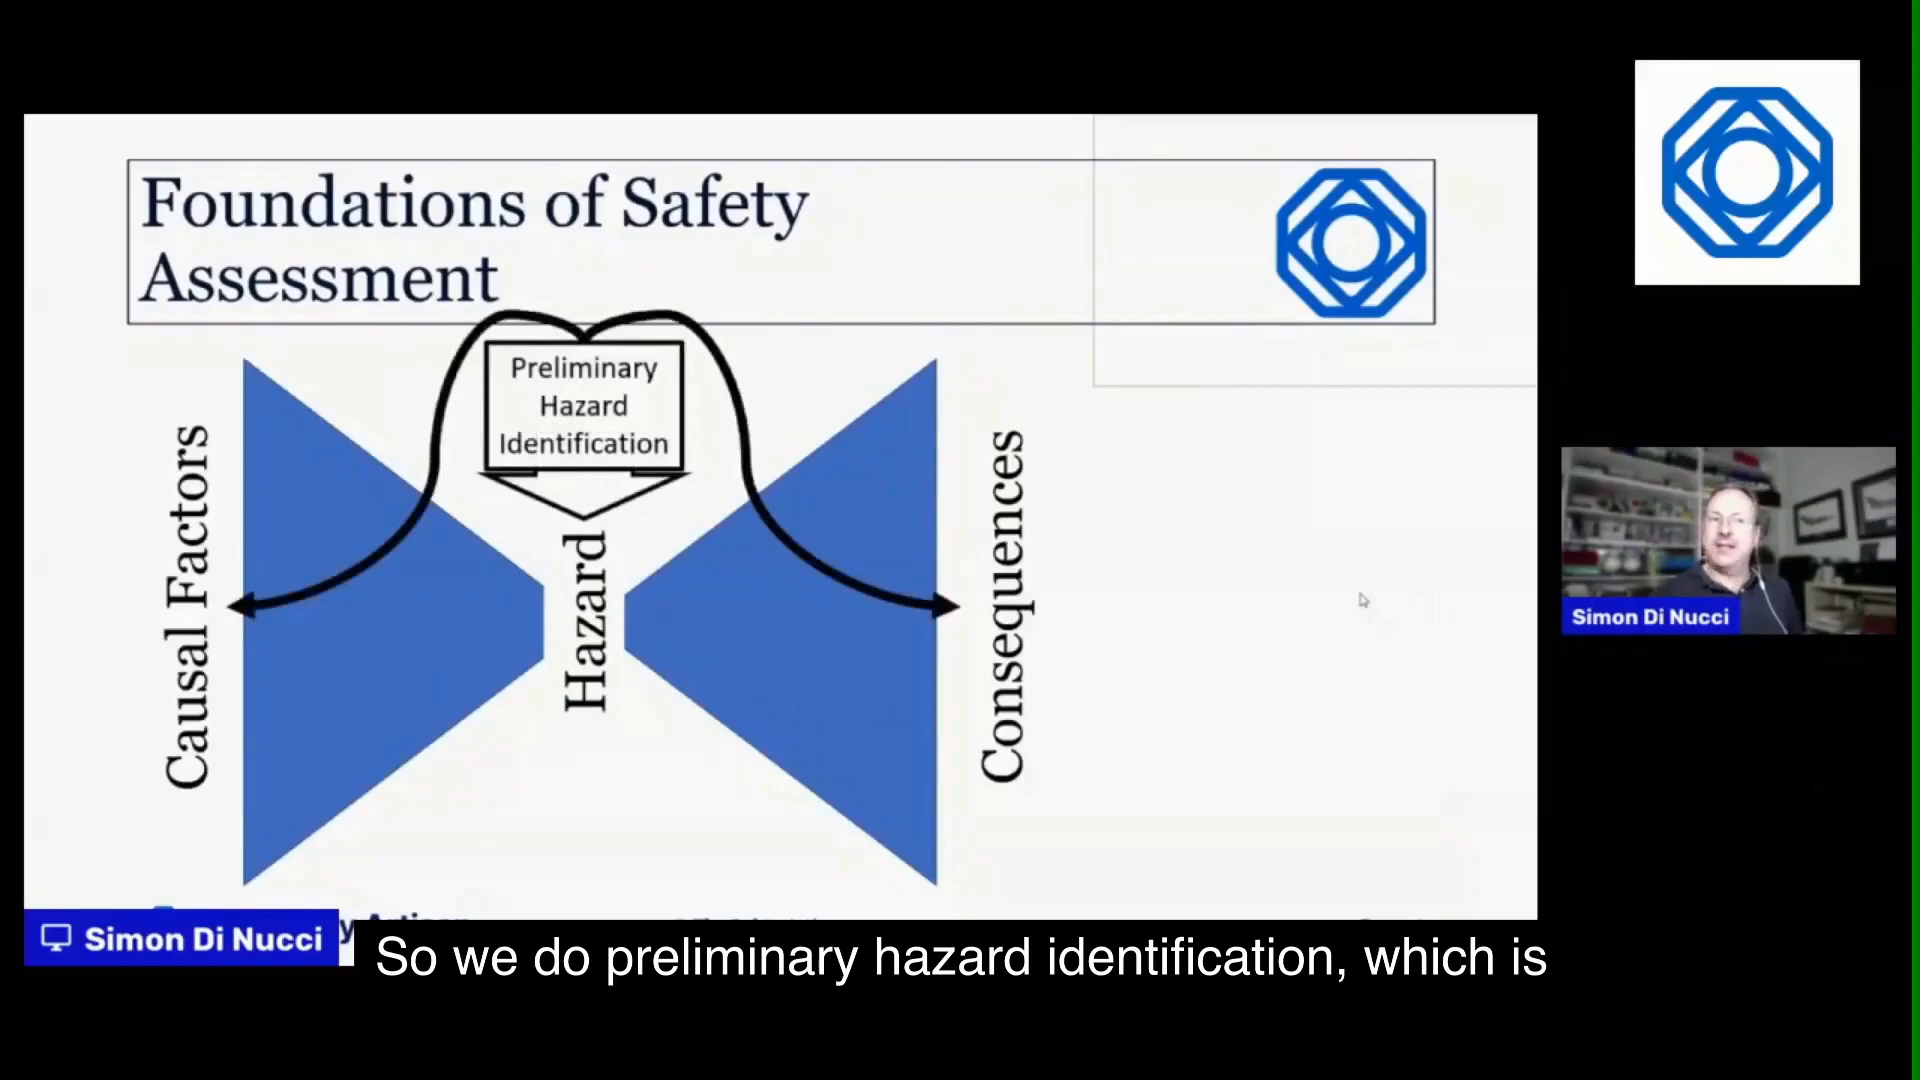 Foundations of Safety
Assessment
Preliminary
Hazard
Identification
Causal Factors
Hazard
Consequences
Simon Di Nucci
Simon Di Nucci
So we do preliminary hazard identification, which is